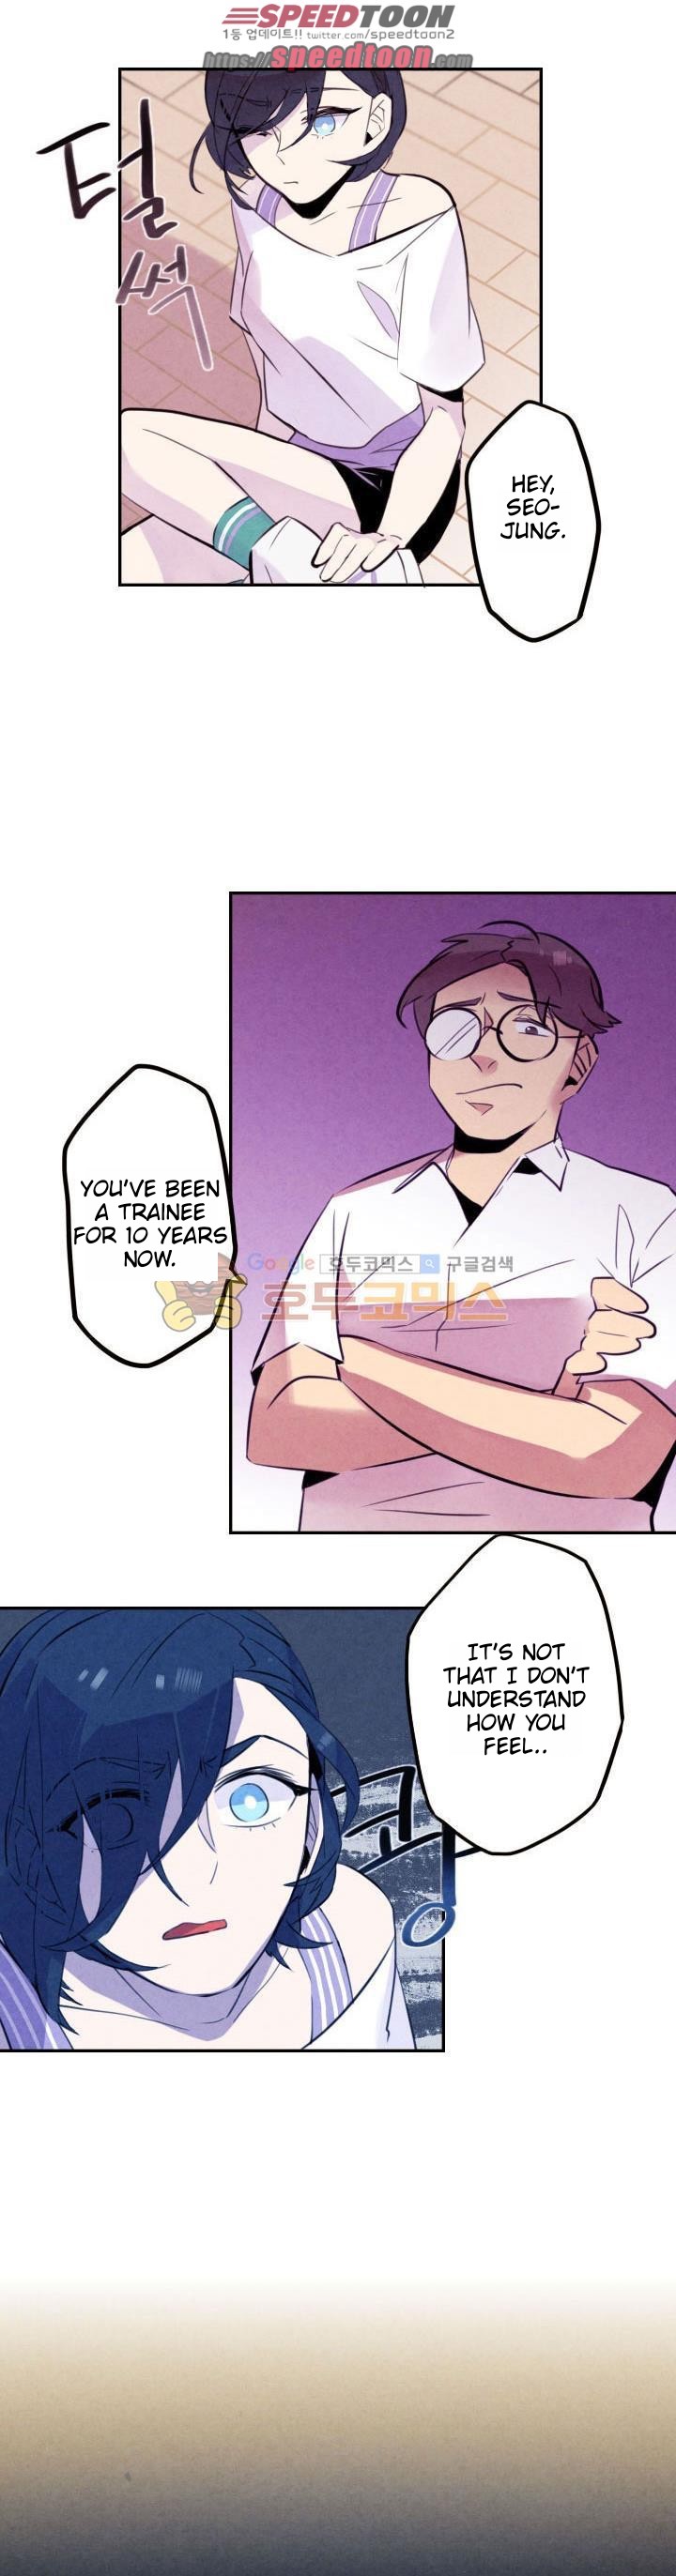 SPEEDTOON
1등 업데이트!! twitter.com/speedtoon2
https://speedtoon.com
털
썩
HEY,
SEO-
JUNG.
YOU'VE BEEN
A TRAINEE
FOR 10 YEARS
NOW.
Google 호두코믹스 구글검색
호두코믹스
IT'S NOT
THAT I DON'T
UNDERSTAND
HOW YOU
FEEL..